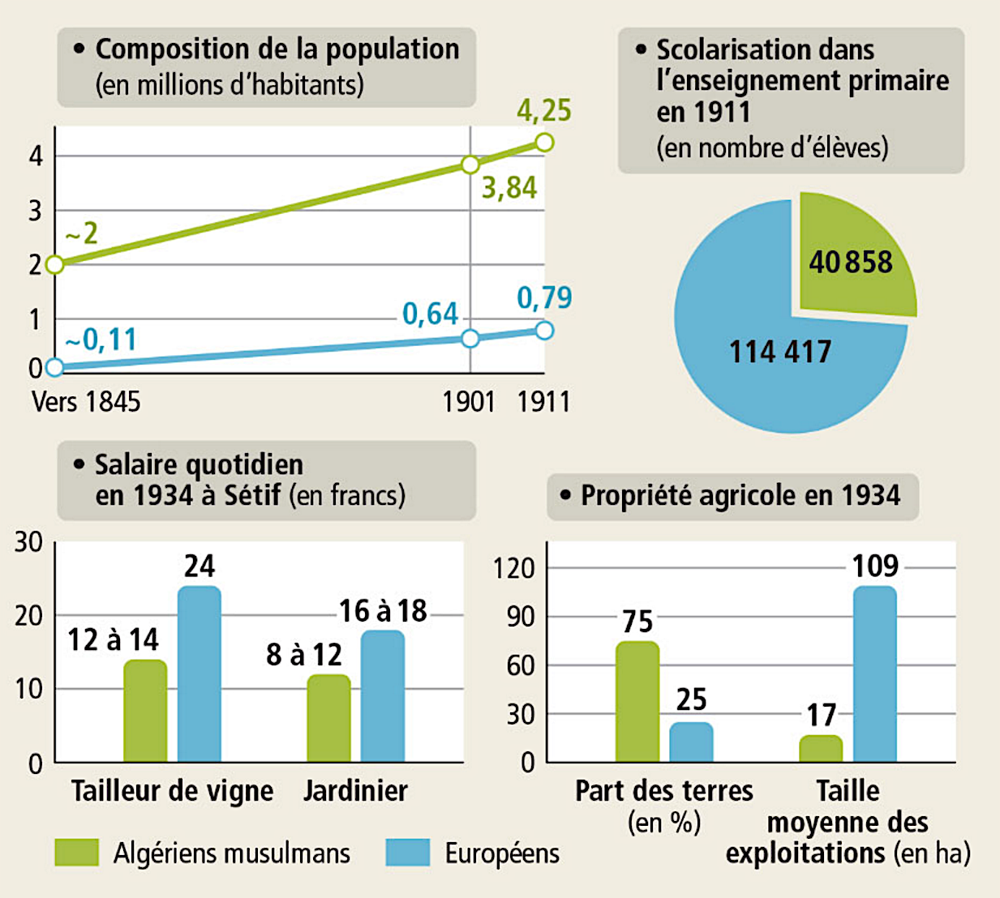 • Composition de la population
(en millions d'habitants)
4,25
4
3,84
3
~2
2
0,79
0,64
1
~0,11
0
Vers 1845 1901 1911
• Scolarisation dans
l'enseignement primaire
en 1911
(en nombre d'élèves)
40 858
114 417
• Salaire quotidien
en 1934 à Sétif (en francs)
30
24
20
16 à 18
12 à 14
8 à 12
10
0
Tailleur de vigne Jardinier
• Propriété agricole en 1934
120
109
90
75
60
25
30
17
0
Part des terres
(en %)
Taille
moyenne des
exploitations (en ha)
Algériens musulmans Européens